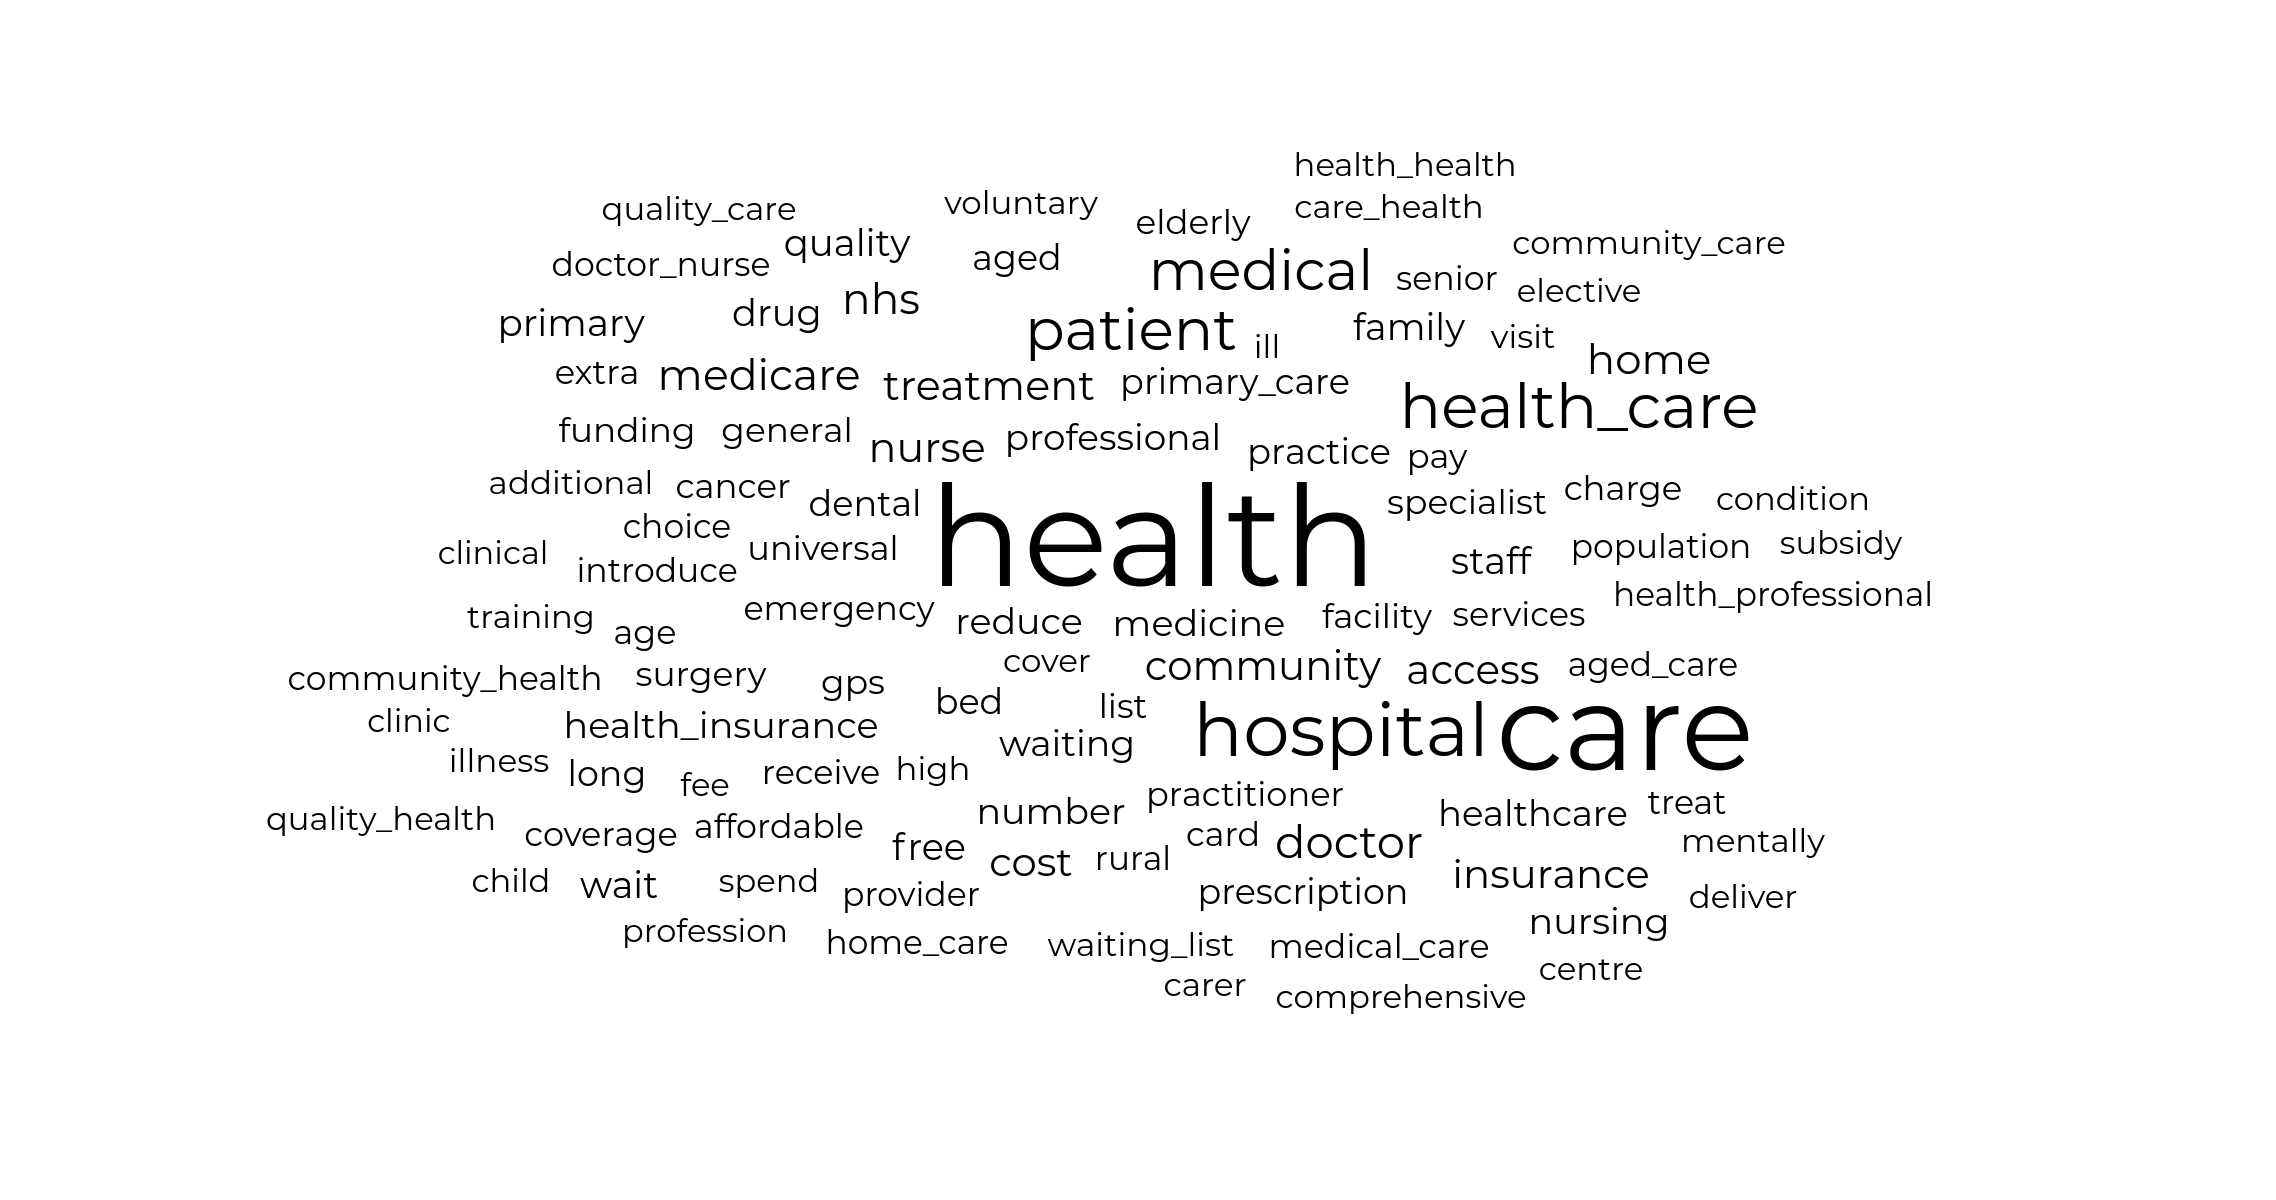 health_health
quality_care voluntary elderly care_health
doctor_nurse quality aged medical senior community_care
primary drug nhs patient ill family visit elective
extra medicare treatment primary_care health_care home
funding general nurse professional practice pay
additional cancer dental health specialist charge condition
clinical choice introduce universal staff population subsidy
training age emergency reduce medicine facility services health_professional
community_health surgery gps cover community access aged_care
clinic health_insurance bed list waiting hospital care
illness long fee receive high
quality_health coverage affordable free number practitioner healthcare treat
child wait spend provider cost rural card doctor insurance mentally
profession home_care prescription nursing deliver
waiting_list medical_care centre
carer comprehensive